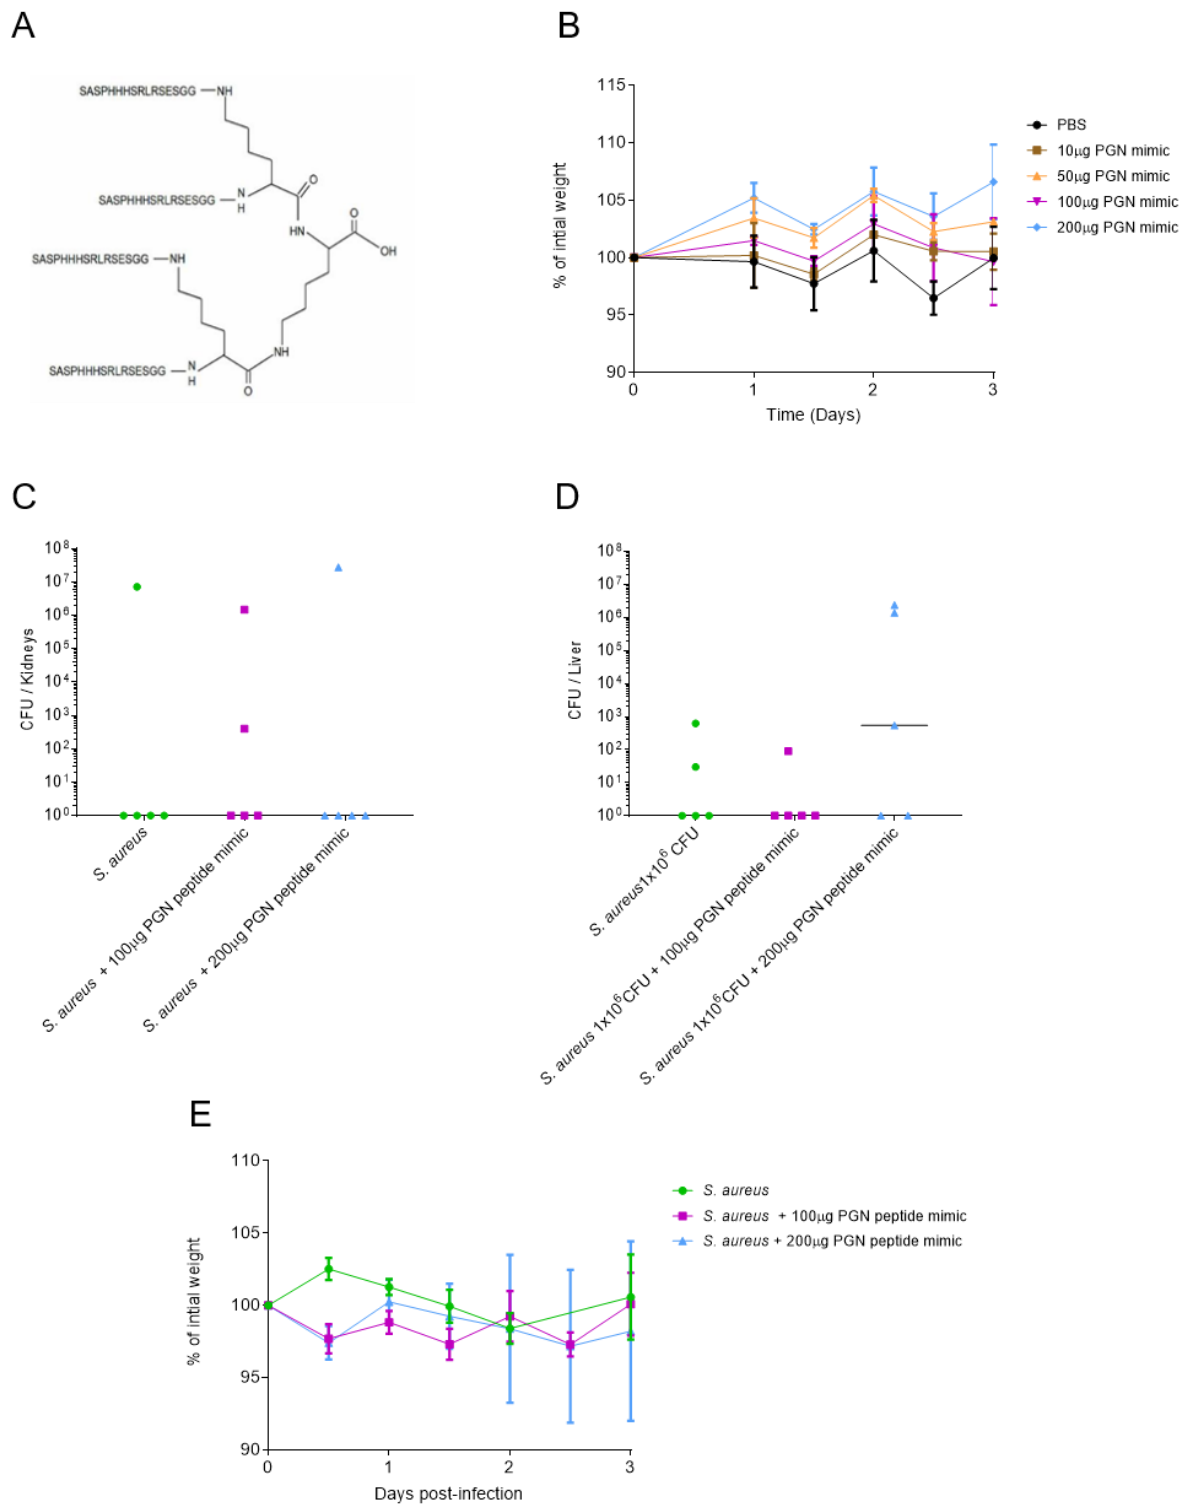 A
SASPHHHSRLRSESGG
NH
SASPHHHSRLRSESGG
N
H
O
HN
O
OH
SASPHHHSRLRSESGG
NH
SASPHHHSRLRSESGG
N
H
O
NH
B
115
110
105
100
95
90
% of intial weight
0 1 2 3
Time (Days)
PBS
10µg PGN mimic
50µg PGN mimic
100µg PGN mimic
200µg PGN mimic
C
10⁸
10⁷
10⁶
10⁵
10⁴
10³
10²
10¹
10⁰
CFU / Kidneys
S. aureus
S. aureus + 100µg PGN peptide mimic
S. aureus + 200µg PGN peptide mimic
D
10⁸
10⁷
10⁶
10⁵
10⁴
10³
10²
10¹
10⁰
CFU / Liver
S. aureus 1x10⁶ CFU
S. aureus 1x10⁶CFU + 100µg PGN peptide mimic
S. aureus 1x10⁶CFU + 200µg PGN peptide mimic
E
110
105
100
95
90
% of intial weight
0 1 2 3
Days post-infection
S. aureus
S. aureus + 100µg PGN peptide mimic
S. aureus + 200µg PGN peptide mimic